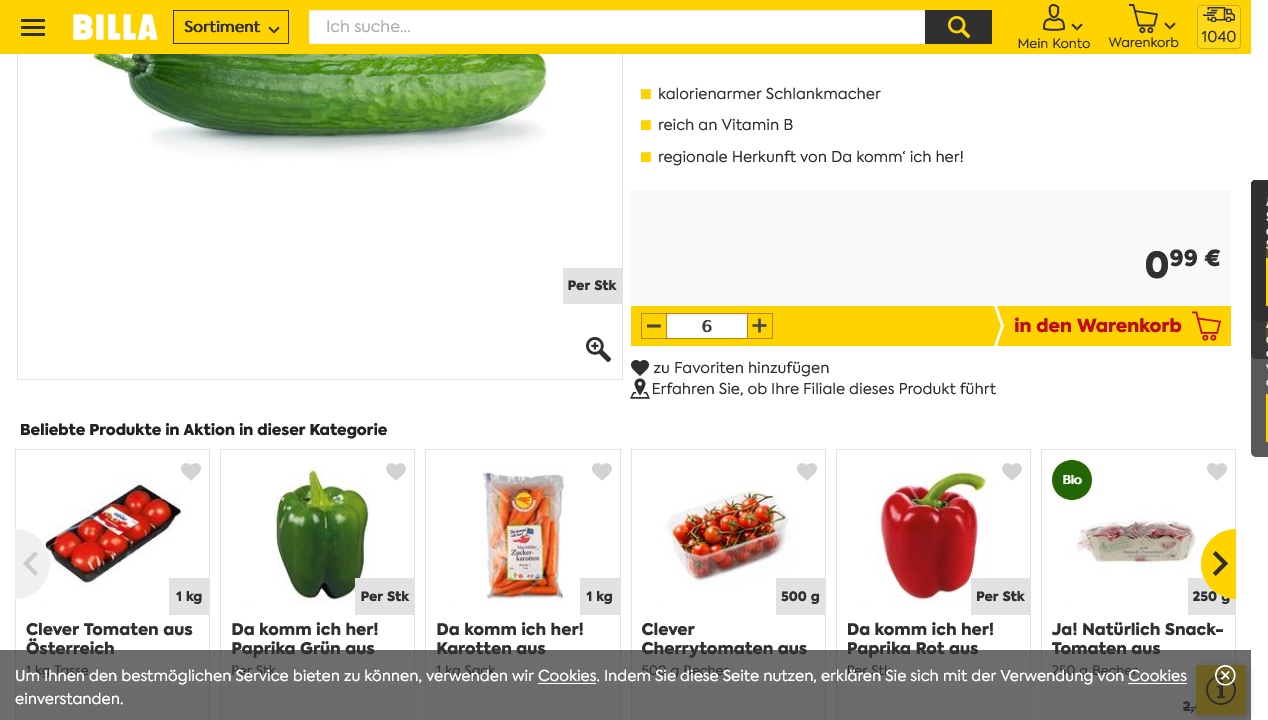 BILLA
Sortiment
Ich suche...
Mein Konto
Warenkorb
1040
kalorienarmer Schlankmacher
reich an Vitamin B
regionale Herkunft von Da komm‘ ich her!
0 99 €
Per Stk
6
in den Warenkorb
zu Favoriten hinzufügen
Erfahren Sie, ob Ihre Filiale dieses Produkt führt
Beliebte Produkte in Aktion in dieser Kategorie
1 kg
Per Stk
1 kg
500 g
Per Stk
Bio
250 g
Clever Tomaten aus
Österreich
1 kg Tasse
Da komm ich her!
Paprika Grün aus
Per Stk
Da komm ich her!
Karotten aus
1 kg Sack
Clever
Cherrytomaten aus
500 g Becher
Da komm ich her!
Paprika Rot aus
Per Stk
Ja! Natürlich Snack-
Tomaten aus
250 g Becher
Um Ihnen den bestmöglichen Service bieten zu können, verwenden wir Cookies. Indem Sie diese Seite nutzen, erklären Sie sich mit der Verwendung von Cookies
einverstanden.